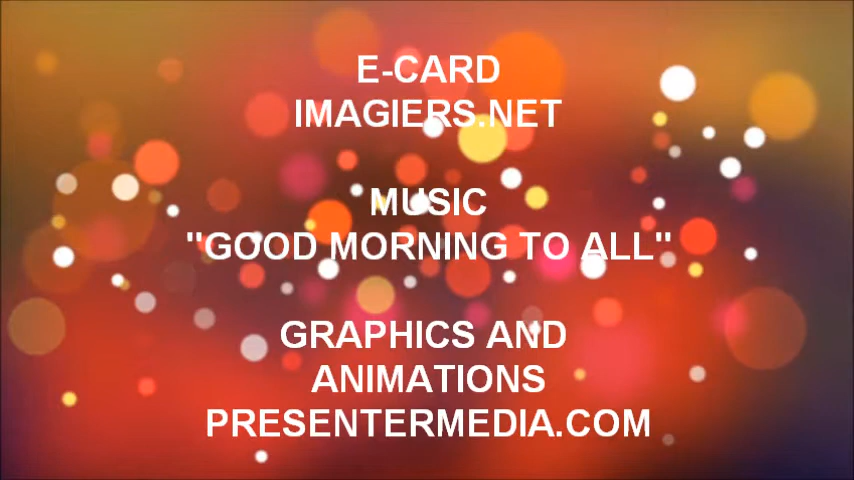 E-CARD
IMAGIERS.NET
MUSIC
"GOOD MORNING TO ALL"
GRAPHICS AND
ANIMATIONS
PRESENTERMEDIA.COM